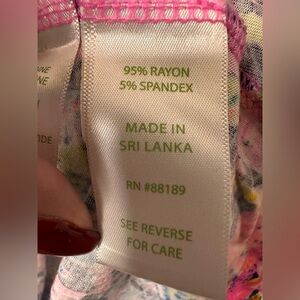 95% RAYON
5% SPANDEX
MADE IN
SRI LANKA
RN #88189
SEE REVERSE
FOR CARE